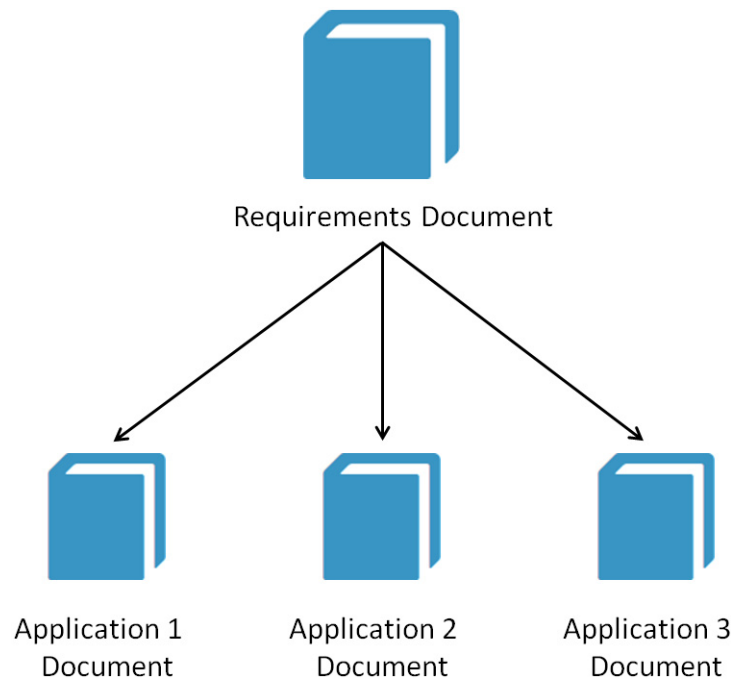 Requirements Document
Application 1
Document
Application 2
Document
Application 3
Document